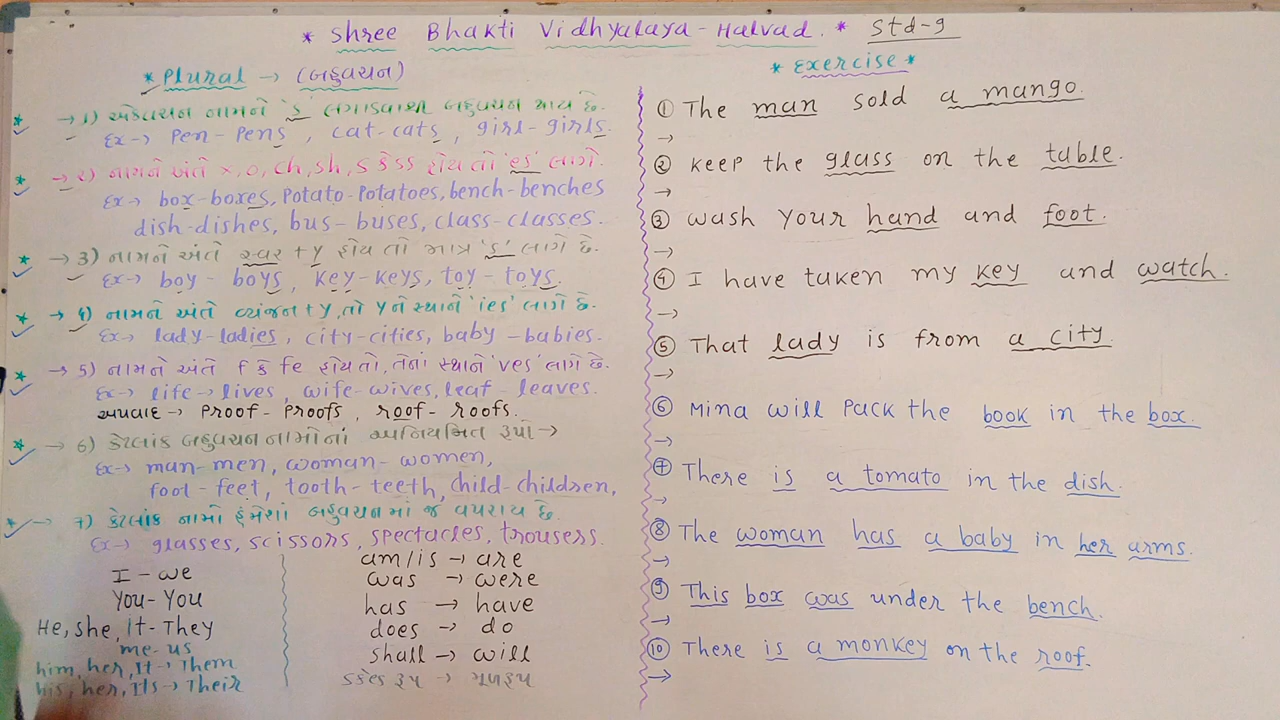 * Shree Bhakti Vidhyalaya-Halvad. * Std-9
* Plural → (બહુવચન)
* → 1) એકવચન નામને 's' લગાડવાથી બહુવચન થાય છે.
Ex → Pen-Pens, cat-cats, girl-girls.
* → ૨) નામને અંતે x, o, ch, sh, s કે ss હોય તો 'es' લાગે.
Ex → box-boxes, Potato-Potatoes, bench-benches
dish-dishes, bus-buses, class-classes.
* → 3) નામને અંતે સ્વર + y હોય તો માત્ર 's' લાગે છે.
Ex → boy-boys, key-keys, toy-toys.
* → ૪) નામને અંતે વ્યંજન + y, તો y ને સ્થાને 'ies' લાગે છે.
Ex → lady-ladies, city-cities, baby-babies.
* → 5) નામને અંતે f કે fe હોય તો, તેનાં સ્થાને 'ves' લાગે છે.
Ex → life → lives, wife-wives, leaf-leaves.
અપવાદ → Proof-Proofs, roof-roofs.
* → 6) કેટલાંક બહુવચન નામોનાં અનિયમિત રૂપો →
Ex → man-men, woman-women,
foot-feet, tooth-teeth, child-children,
* → 7) કેટલાંક નામો હંમેશાં બહુવચનમાં જ વપરાય છે.
Ex → glasses, scissors, spectacles, trousers.
I-we
You-You
He, she, It-They
me-us
him, her, It → Them
his, her, Its → Their
am/is → are
was → were
has → have
does → do
shall → will
s કેs રૂપ → મૂળરૂપ
* Exercise *
① The man sold a mango.
→
② Keep the glass on the table.
→
③ wash your hand and foot.
→
④ I have taken my key and watch.
→
⑤ That lady is from a city.
→
⑥ Mina will Pack the book in the box.
→
⑦ There is a tomato in the dish.
→
⑧ The woman has a baby in her arms.
→
⑨ This box was under the bench.
→
⑩ There is a monkey on the roof.
→